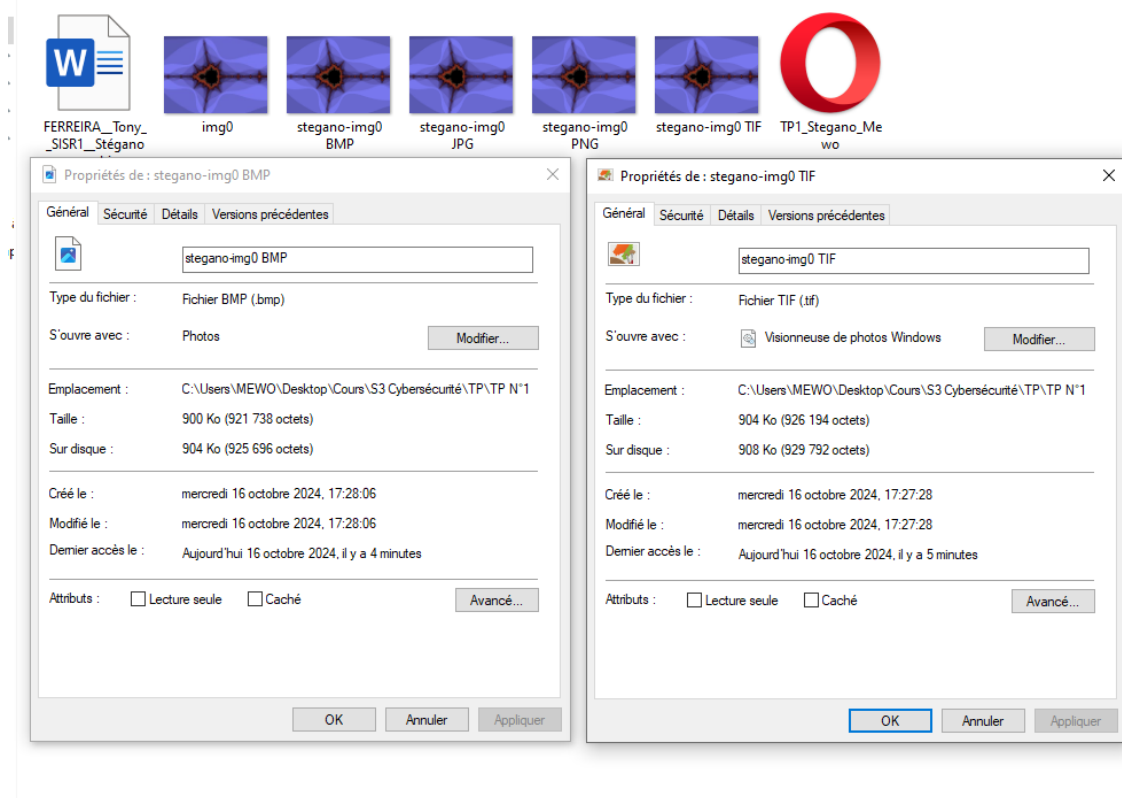 W
FERREIRA__Tony_
_SISR1__Stégano
img0
stegano-img0
BMP
stegano-img0
JPG
stegano-img0
PNG
stegano-img0 TIF
TP1_Stegano_Me
wo
Propriétés de : stegano-img0 BMP
Général Sécurité Détails Versions précédentes
stegano-img0 BMP
Type du fichier : Fichier BMP (.bmp)
S'ouvre avec : Photos Modifier...
Emplacement : C:\Users\MEWO\Desktop\Cours\S3 Cybersécurité\TP\TP N°1
Taille : 900 Ko (921 738 octets)
Sur disque : 904 Ko (925 696 octets)
Créé le : mercredi 16 octobre 2024, 17:28:06
Modifié le : mercredi 16 octobre 2024, 17:28:06
Dernier accès le : Aujourd'hui 16 octobre 2024, il y a 4 minutes
Attributs : Lecture seule Caché Avancé...
OK Annuler Appliquer
Propriétés de : stegano-img0 TIF
Général Sécurité Détails Versions précédentes
stegano-img0 TIF
Type du fichier : Fichier TIF (.tif)
S'ouvre avec : Visionneuse de photos Windows Modifier...
Emplacement : C:\Users\MEWO\Desktop\Cours\S3 Cybersécurité\TP\TP N°1
Taille : 904 Ko (926 194 octets)
Sur disque : 908 Ko (929 792 octets)
Créé le : mercredi 16 octobre 2024, 17:27:28
Modifié le : mercredi 16 octobre 2024, 17:27:28
Dernier accès le : Aujourd'hui 16 octobre 2024, il y a 5 minutes
Attributs : Lecture seule Caché Avancé...
OK Annuler Appliquer